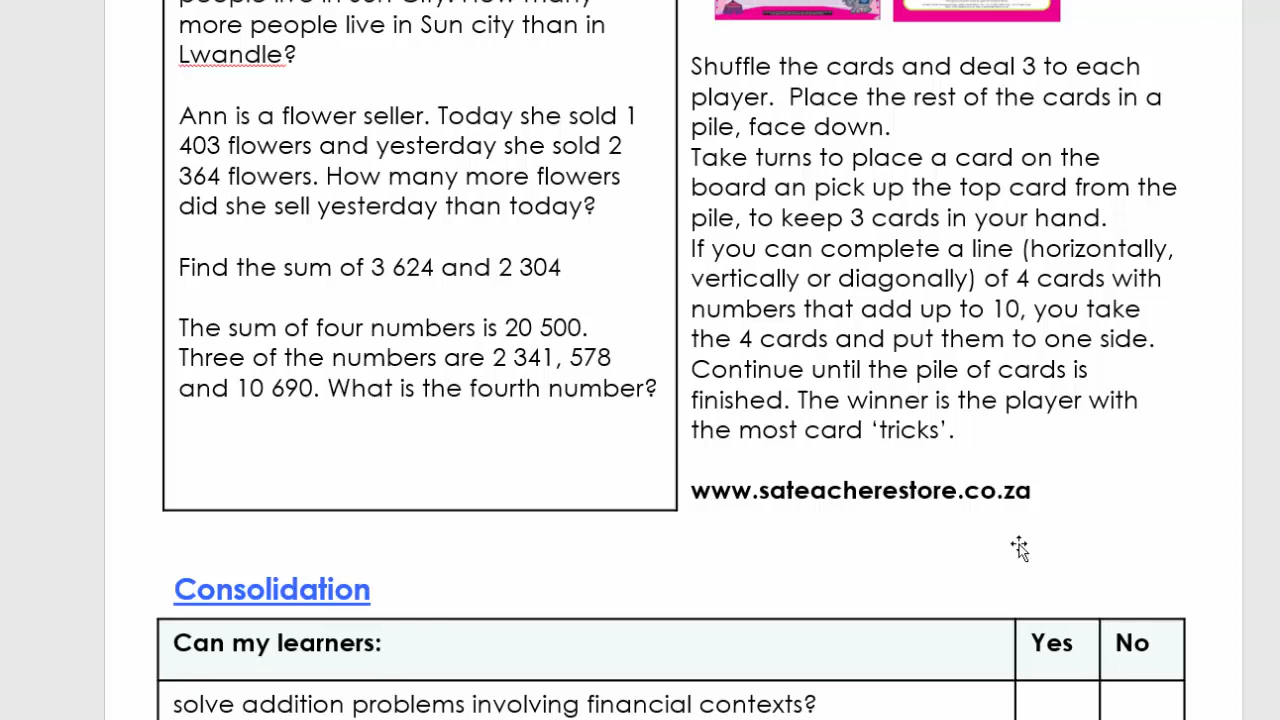 people live in Sun City. How many
more people live in Sun city than in
Lwandle?
Ann is a flower seller. Today she sold 1
403 flowers and yesterday she sold 2
364 flowers. How many more flowers
did she sell yesterday than today?
Find the sum of 3 624 and 2 304
The sum of four numbers is 20 500.
Three of the numbers are 2 341, 578
and 10 690. What is the fourth number?
Shuffle the cards and deal 3 to each
player. Place the rest of the cards in a
pile, face down.
Take turns to place a card on the
board an pick up the top card from the
pile, to keep 3 cards in your hand.
If you can complete a line (horizontally,
vertically or diagonally) of 4 cards with
numbers that add up to 10, you take
the 4 cards and put them to one side.
Continue until the pile of cards is
finished. The winner is the player with
the most card ‘tricks’.
www.sateacherestore.co.za
Consolidation
Can my learners: Yes No
solve addition problems involving financial contexts?